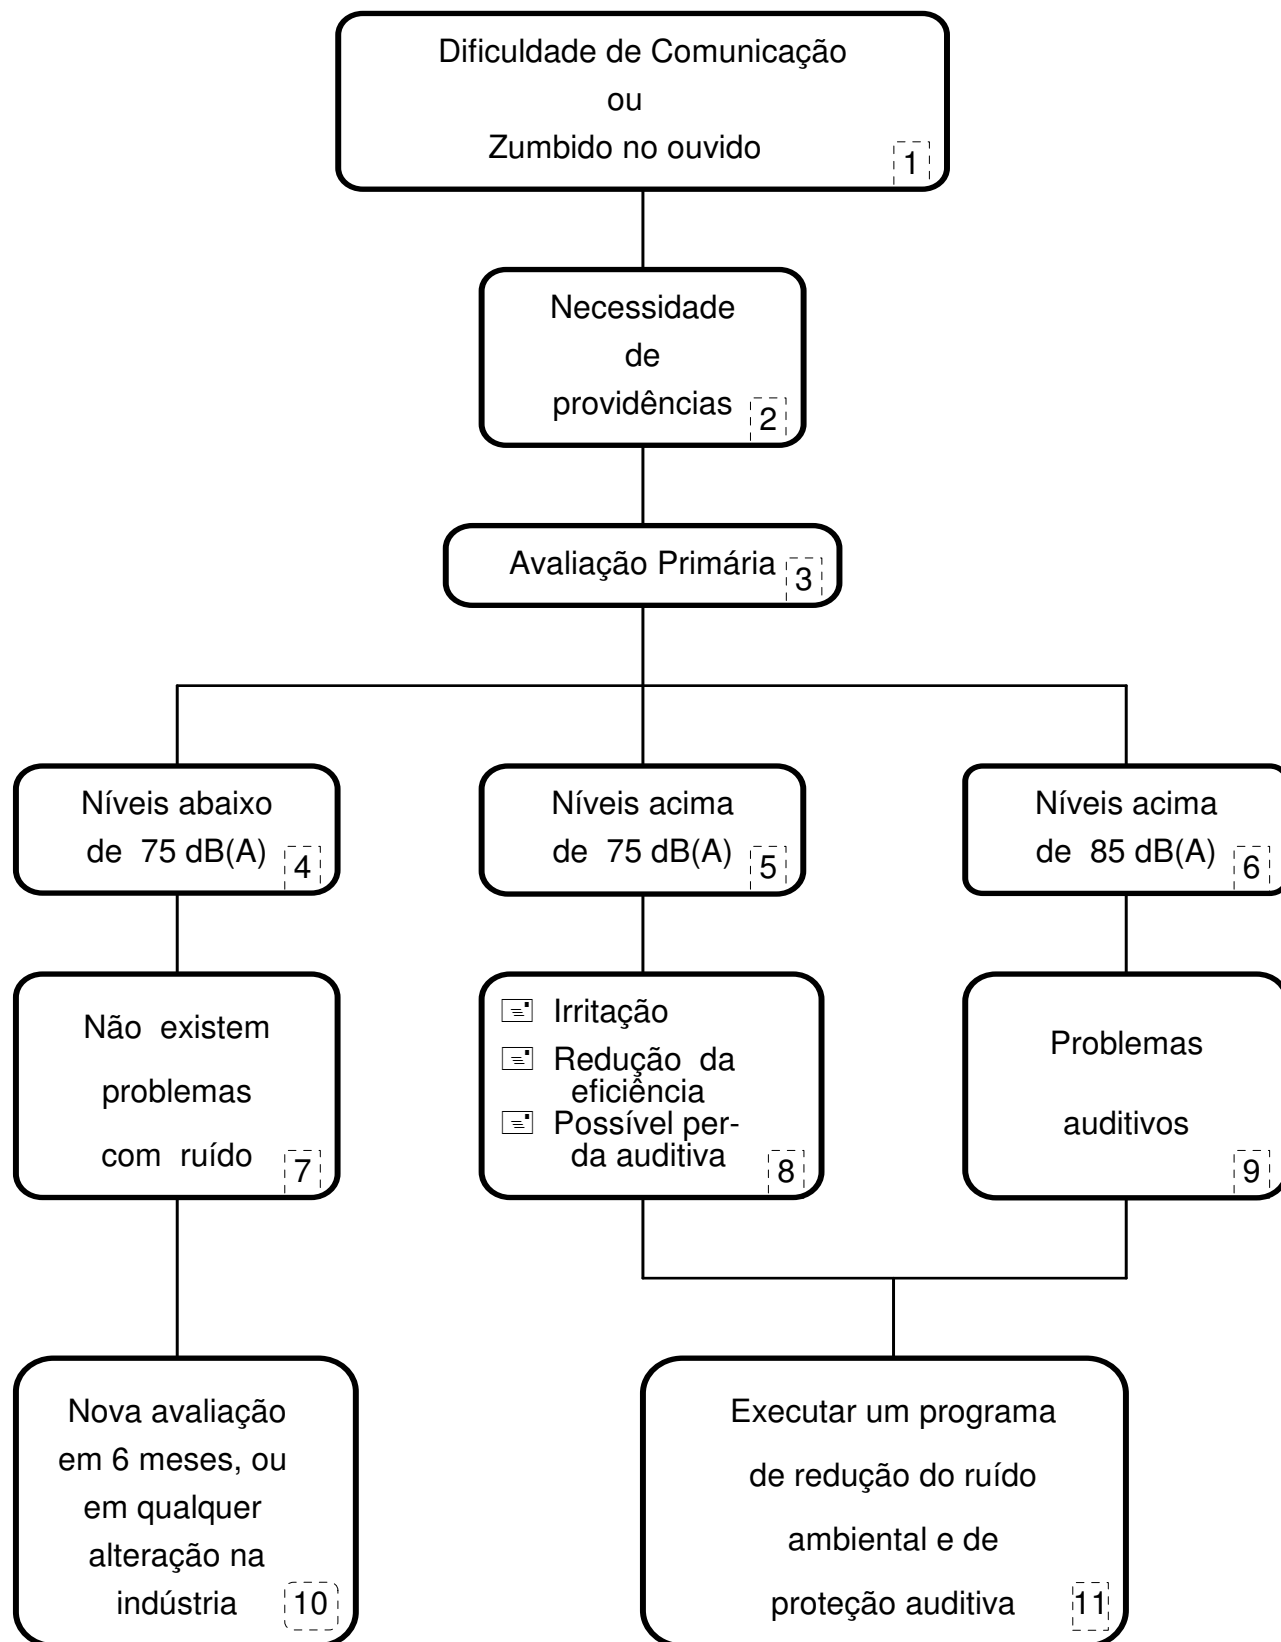 Dificuldade de Comunicação
ou
Zumbido no ouvido
1
Necessidade
de
providências
2
Avaliação Primária
3
Níveis abaixo
de 75 dB(A)
4
Níveis acima
de 75 dB(A)
5
Níveis acima
de 85 dB(A)
6
Não existem
problemas
com ruído
7
Irritação
Redução da
eficiência
Possível per-
da auditiva
8
Problemas
auditivos
9
Nova avaliação
em 6 meses, ou
em qualquer
alteração na
indústria
10
Executar um programa
de redução do ruído
ambiental e de
proteção auditiva
11